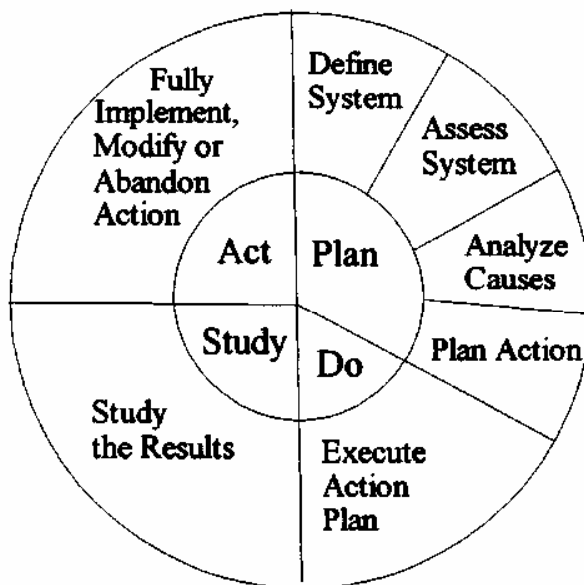 Define
System
Assess
System
Analyze
Causes
Plan Action
Execute
Action
Plan
Study
the Results
Fully
Implement,
Modify or
Abandon
Action
Plan
Do
Study
Act